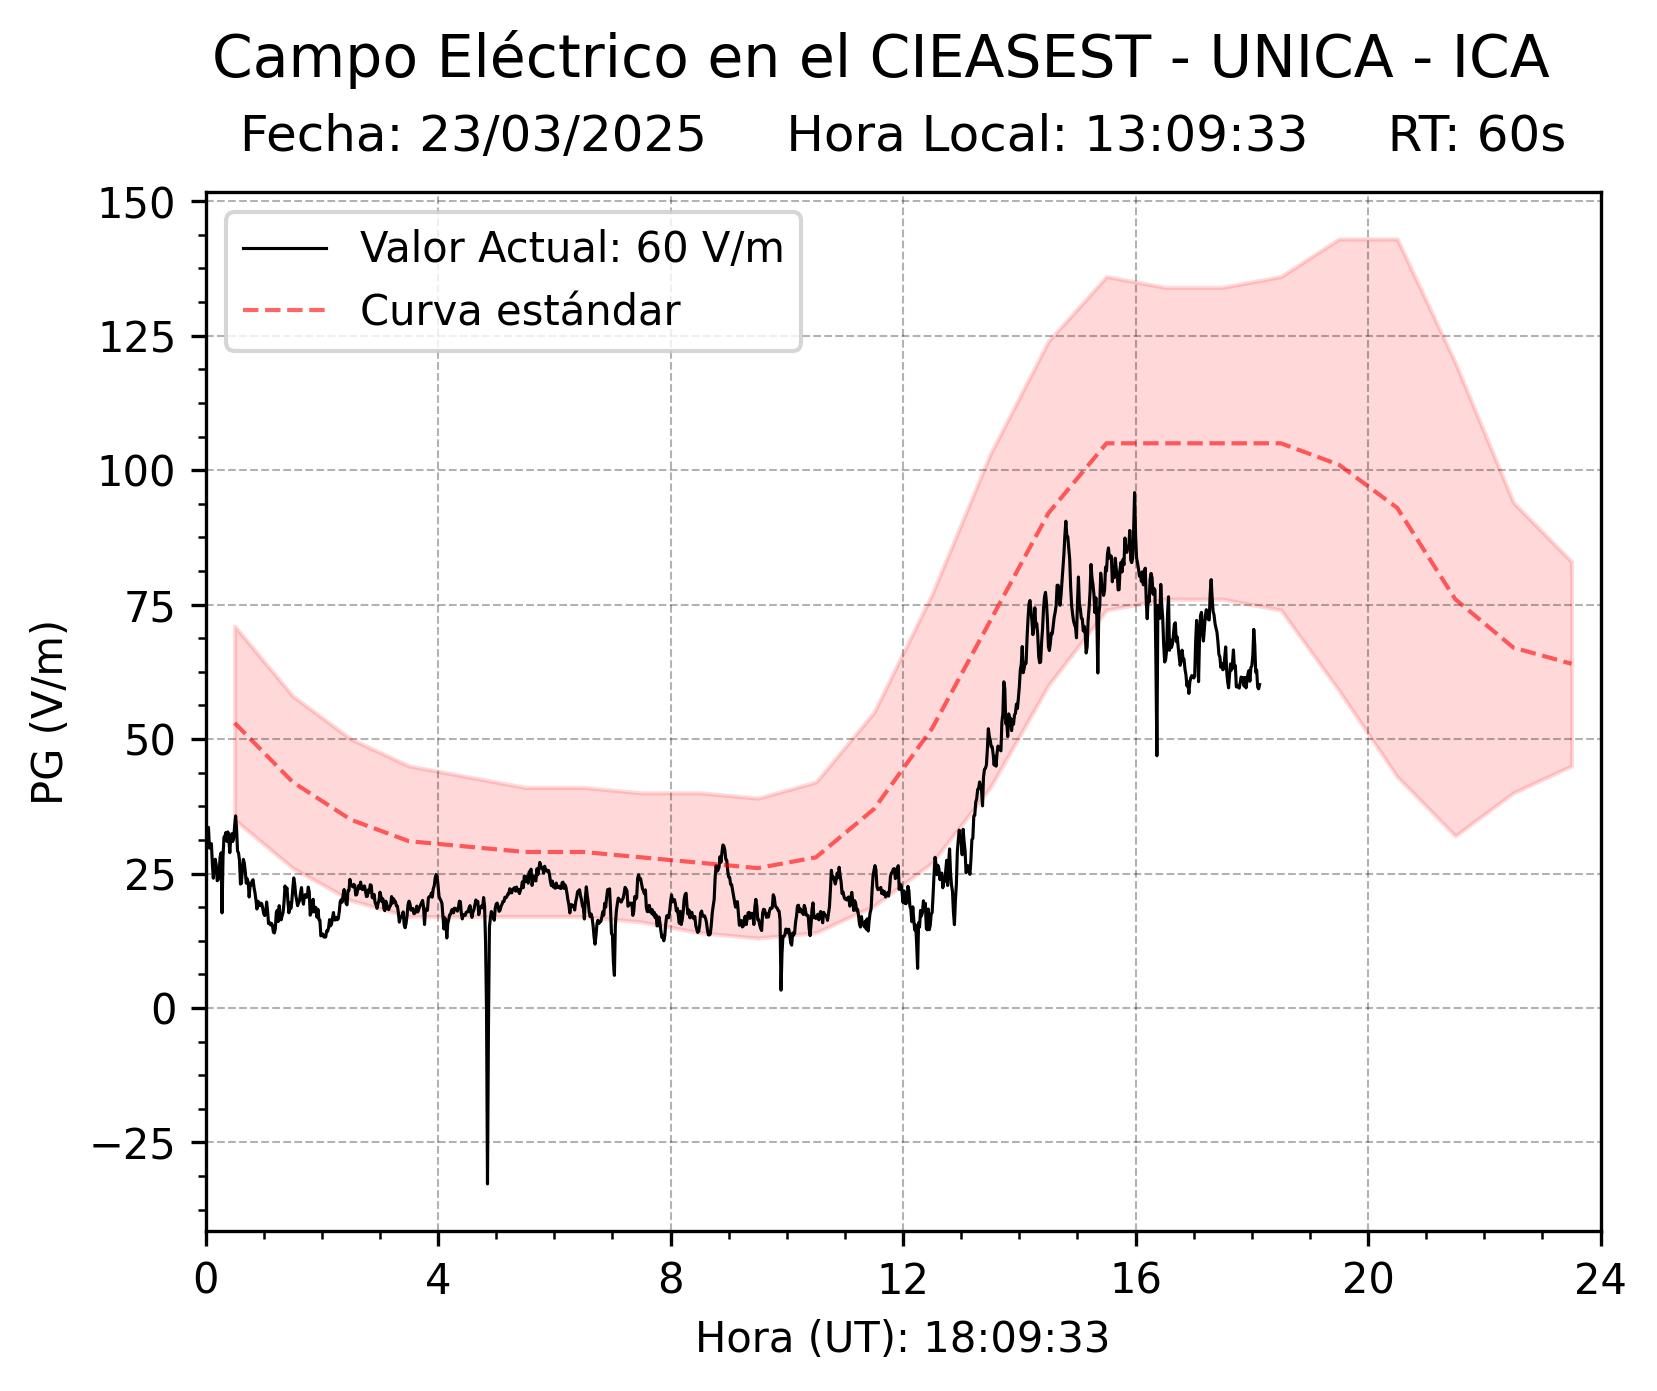 Campo Eléctrico en el CIEASEST - UNICA - ICA
Fecha: 23/03/2025 Hora Local: 13:09:33 RT: 60s
Valor Actual: 60 V/m
Curva estándar
PG (V/m)
150
125
100
75
50
25
0
−25
0 4 8 12 16 20 24
Hora (UT): 18:09:33